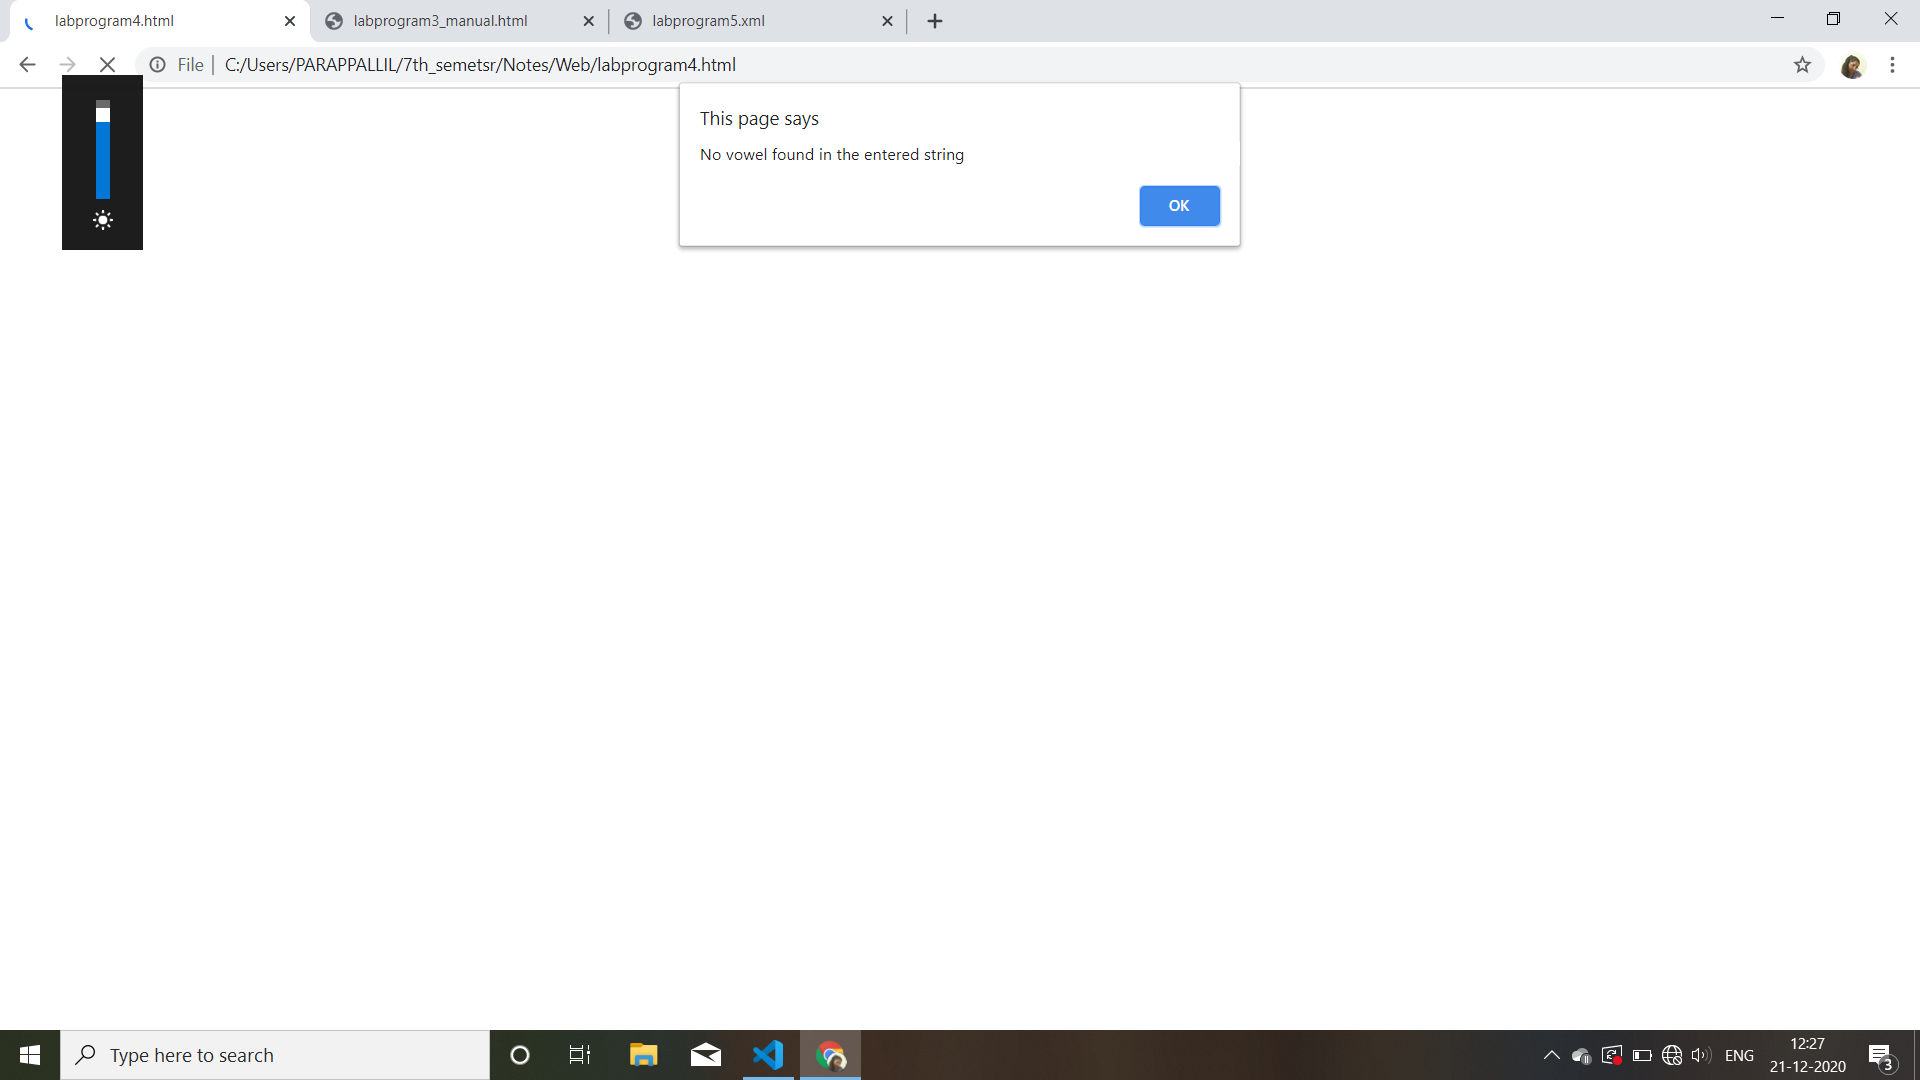 labprogram4.html
labprogram3_manual.html
labprogram5.xml
File
C:/Users/PARAPPALLIL/7th_semetsr/Notes/Web/labprogram4.html
This page says
No vowel found in the entered string
OK
Type here to search
ENG
12:27
21-12-2020
3